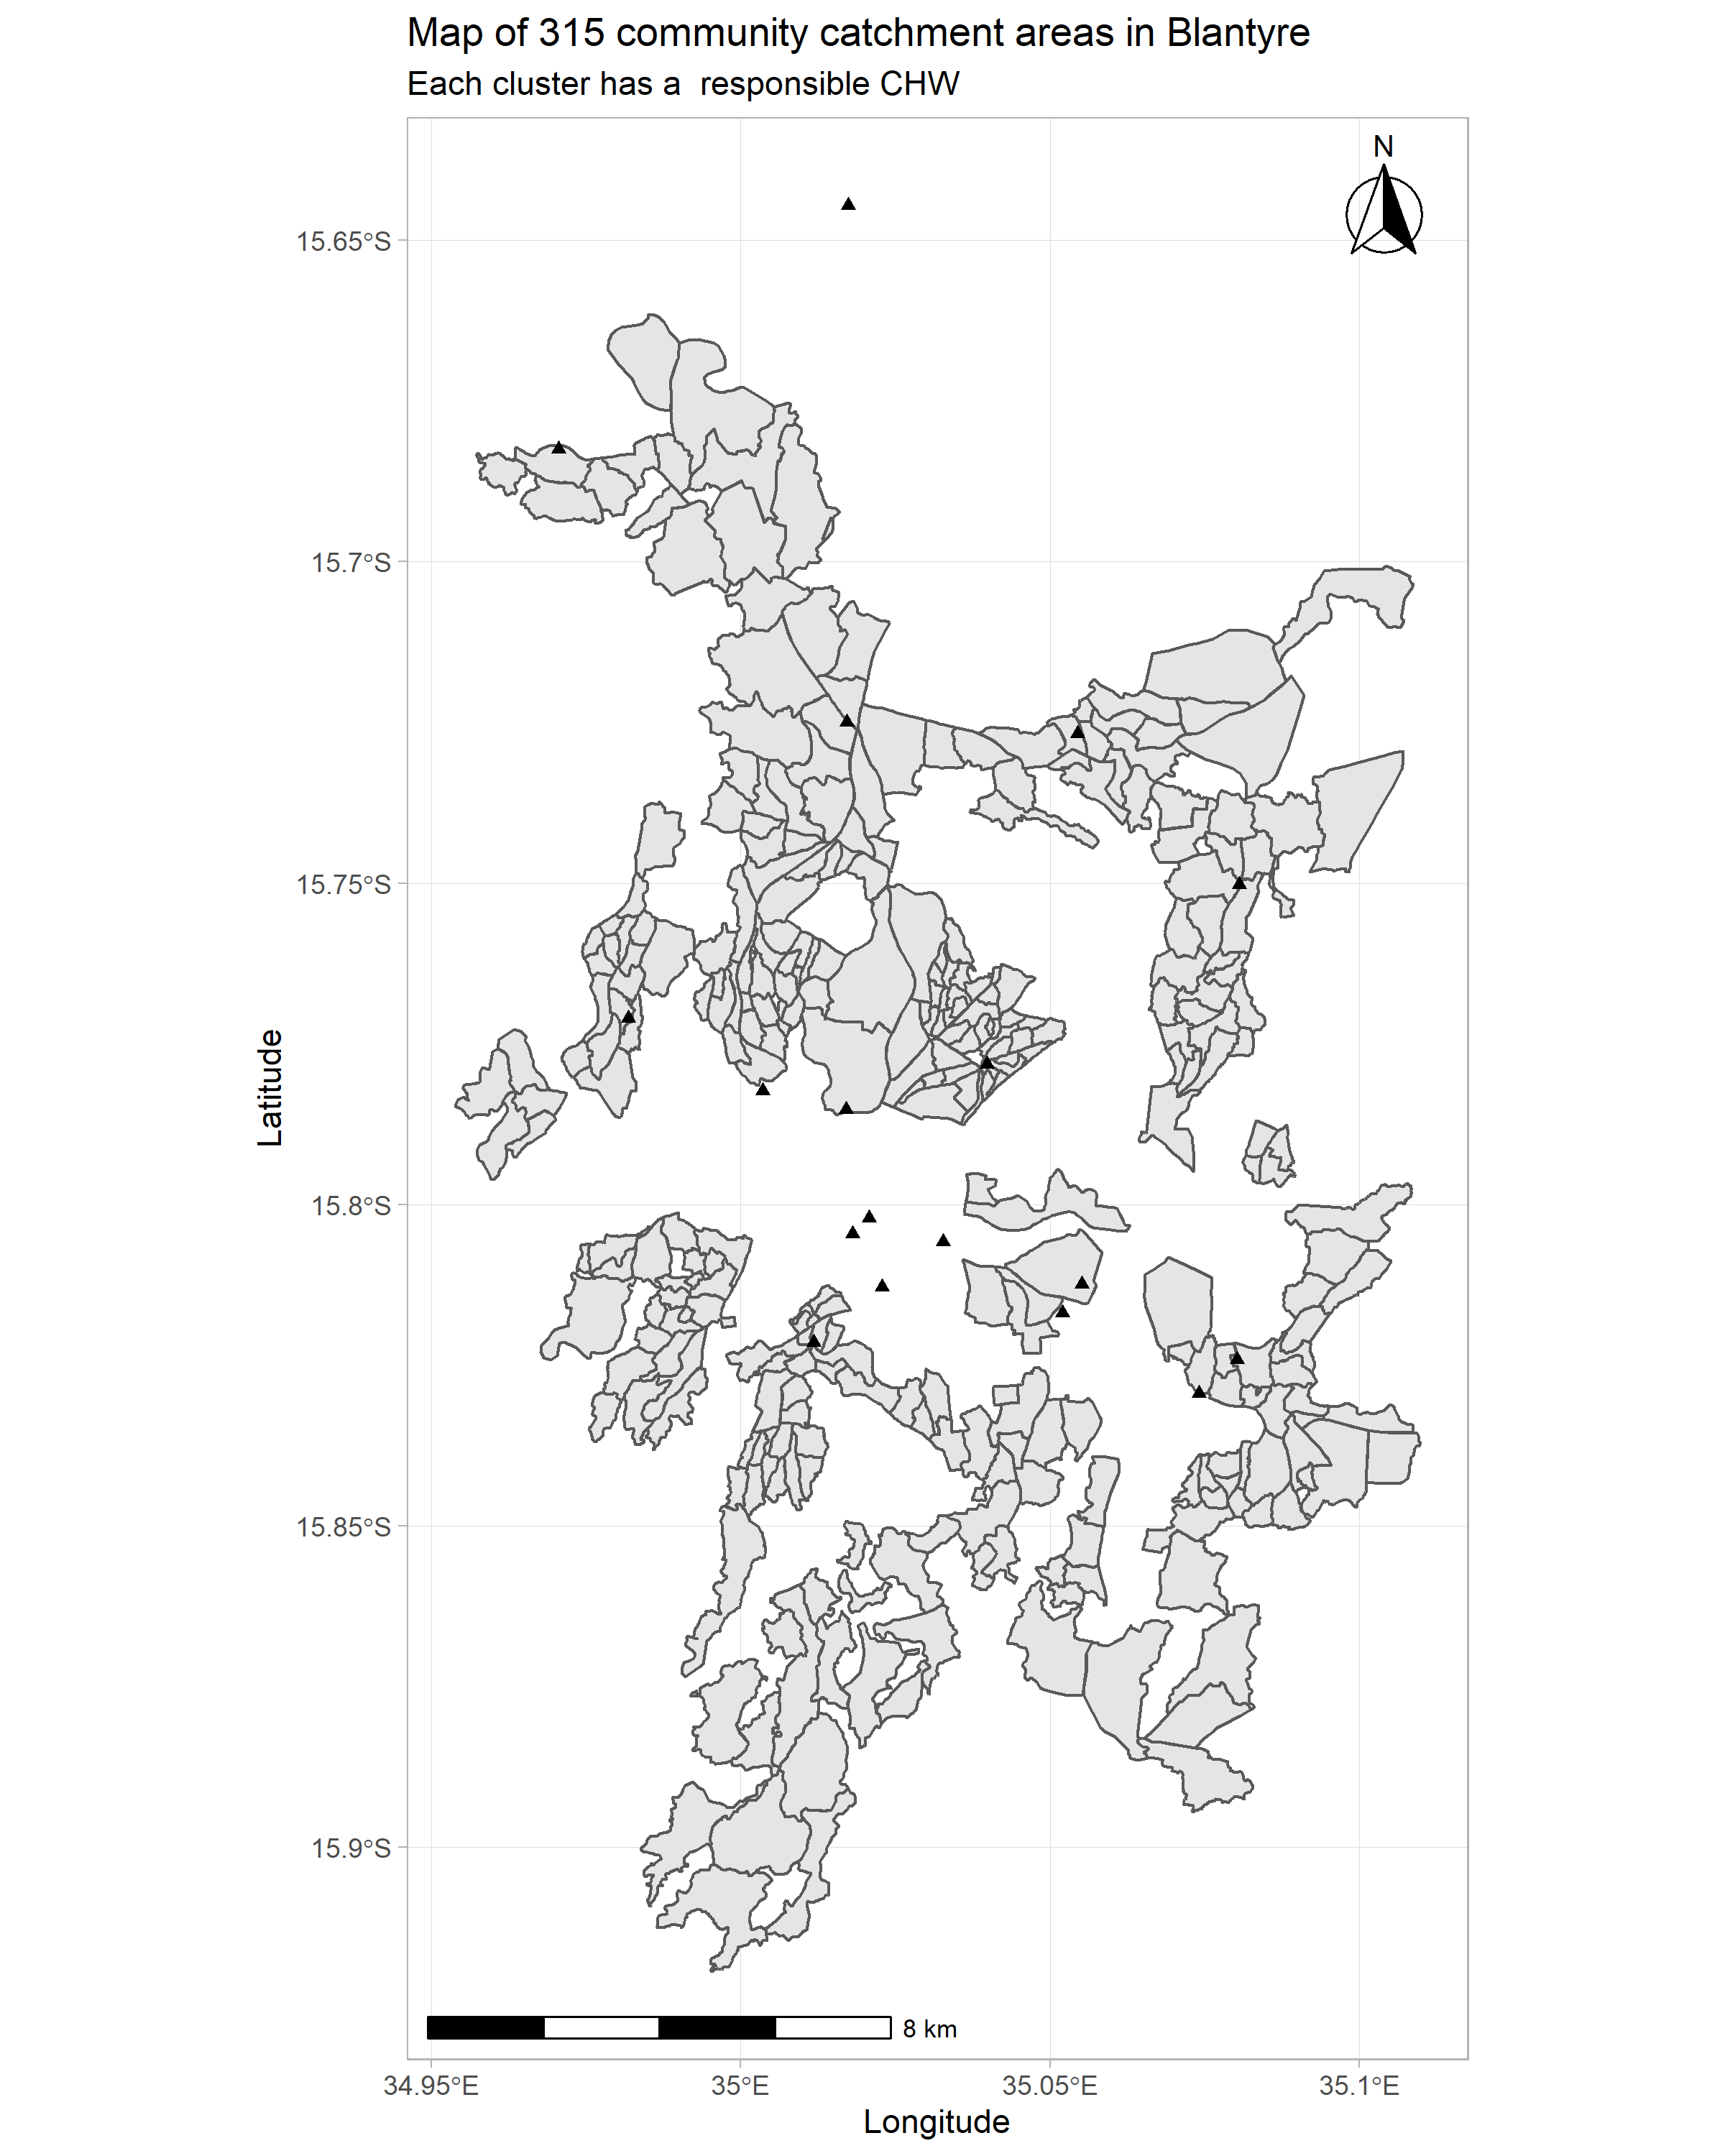 Map of 315 community catchment areas in Blantyre
Each cluster has a  responsible CHW
N
15.65°S
15.7°S
15.75°S
15.8°S
15.85°S
15.9°S
Latitude
8 km
34.95°E
35°E
35.05°E
35.1°E
Longitude